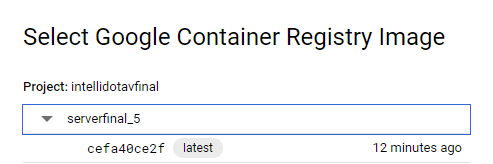 Select Google Container Registry Image
Project: intellidotavfinal
serverfinal_5
cefa40ce2f latest 12 minutes ago